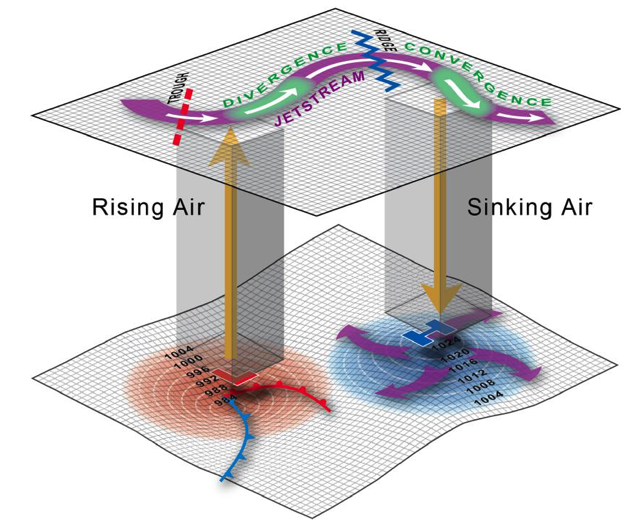 TROUGH
DIVERGENCE
JETSTREAM
RIDGE
CONVERGENCE
Rising Air
Sinking Air
1004
1000
996
992
988
984
L
H
1024
1020
1016
1012
1008
1004